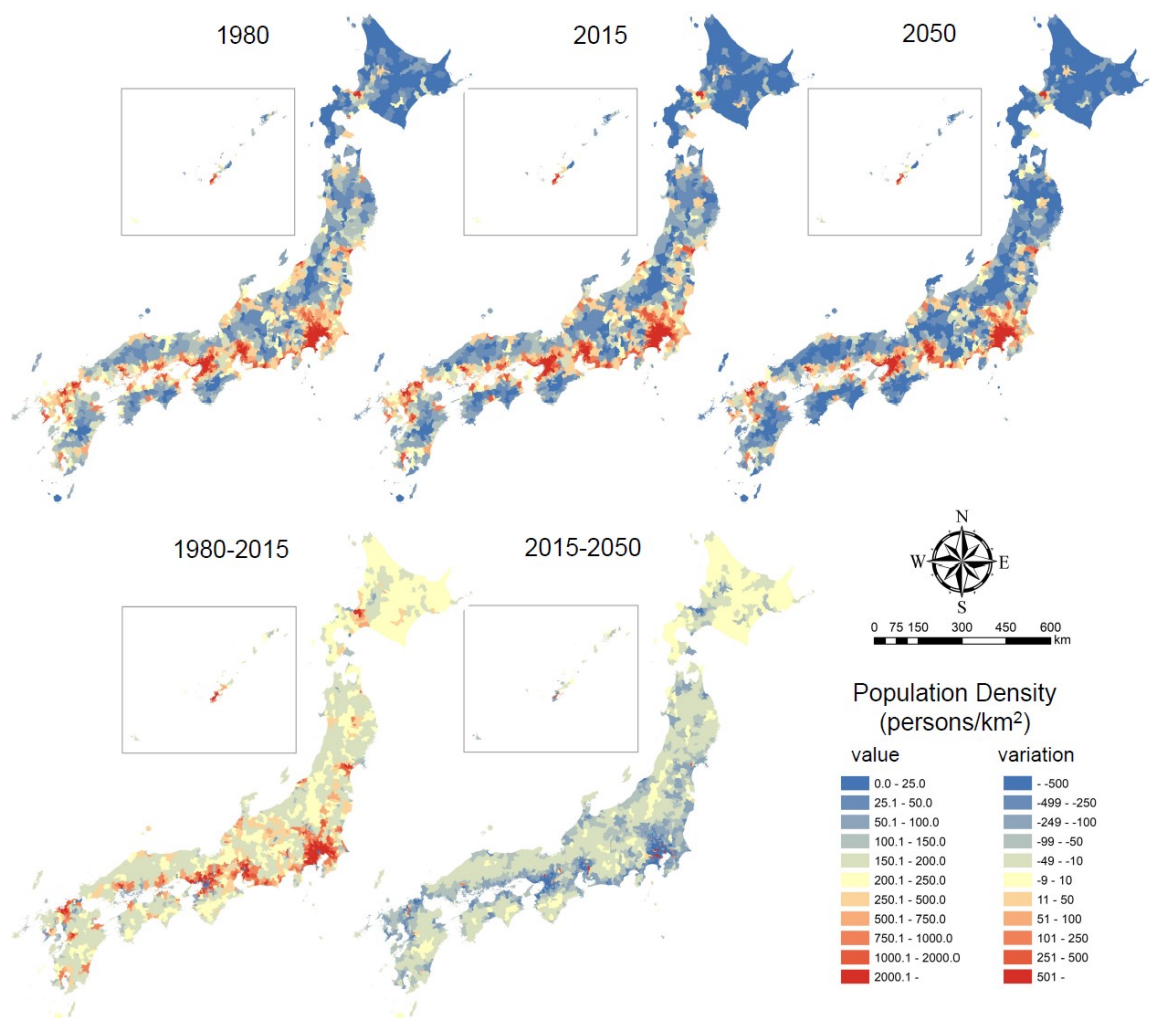 1980
2015
2050
1980-2015
2015-2050
N
W
E
S
0 75 150 300 450 600
km
Population Density
(persons/km²)
value
variation
0.0 - 25.0
25.1 - 50.0
50.1 - 100.0
100.1 - 150.0
150.1 - 200.0
200.1 - 250.0
250.1 - 500.0
500.1 - 750.0
750.1 - 1000.0
1000.1 - 2000.0
2000.1 -
- -500
-499 - -250
-249 - -100
-99 - -50
-49 - -10
-9 - 10
11 - 50
51 - 100
101 - 250
251 - 500
501 -